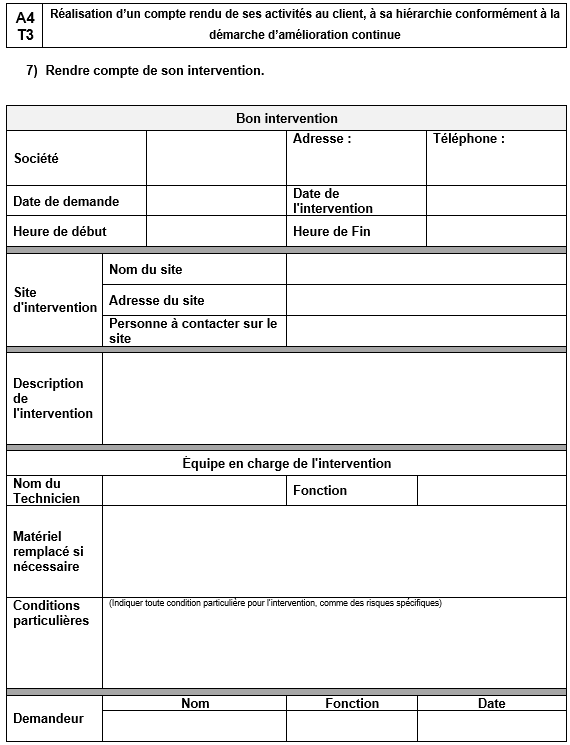 A4
T3
Réalisation d'un compte rendu de ses activités au client, à sa hiérarchie conformément à la
démarche d'amélioration continue
7) Rendre compte de son intervention.
Bon intervention
Société
Adresse :
Téléphone :
Date de demande
Date de
l'intervention
Heure de début
Heure de Fin
Site
d'intervention
Nom du site
Adresse du site
Personne à contacter sur le
site
Description
de
l'intervention
Équipe en charge de l'intervention
Nom du
Technicien
Fonction
Matériel
remplacé si
nécessaire
Conditions
particulières
(Indiquer toute condition particulière pour l'intervention, comme des risques spécifiques)
Demandeur
Nom
Fonction
Date